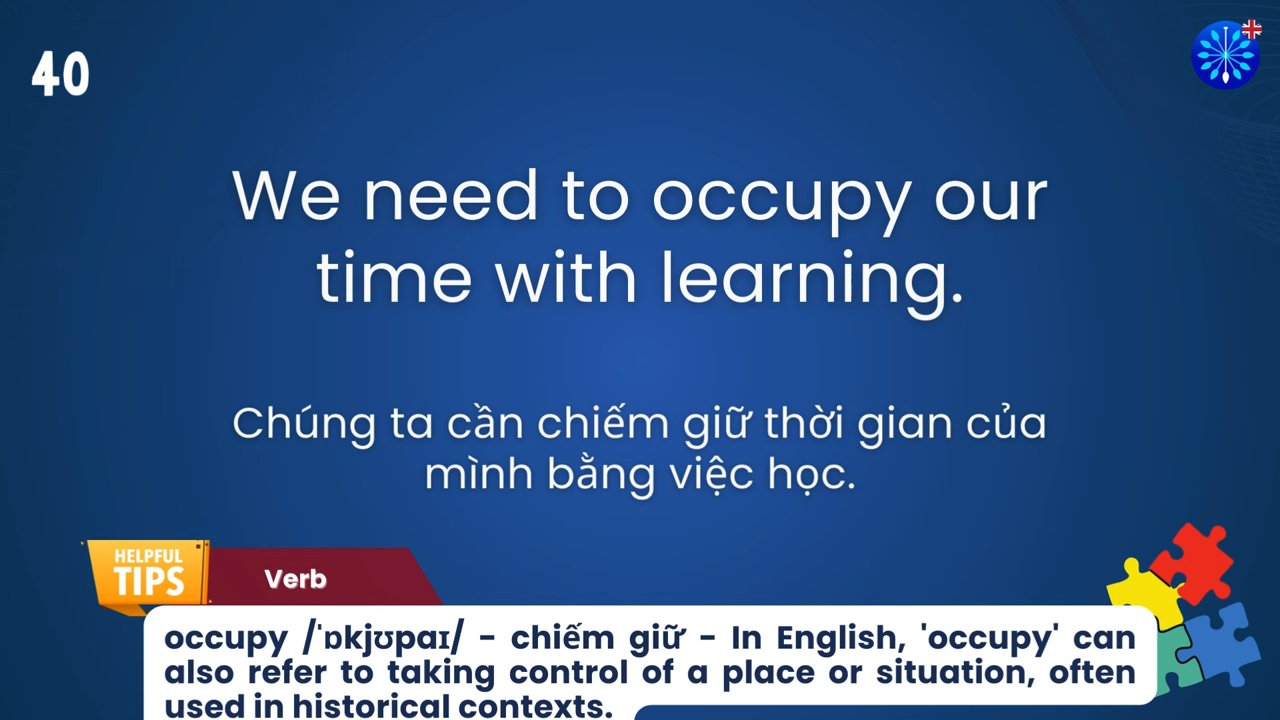 40
We need to occupy our
time with learning.
Chúng ta cần chiếm giữ thời gian của
mình bằng việc học.
HELPFUL
TIPS
Verb
occupy /ˈɒkjʊpaɪ/ - chiếm giữ - In English, 'occupy' can
also refer to taking control of a place or situation, often
used in historical contexts.